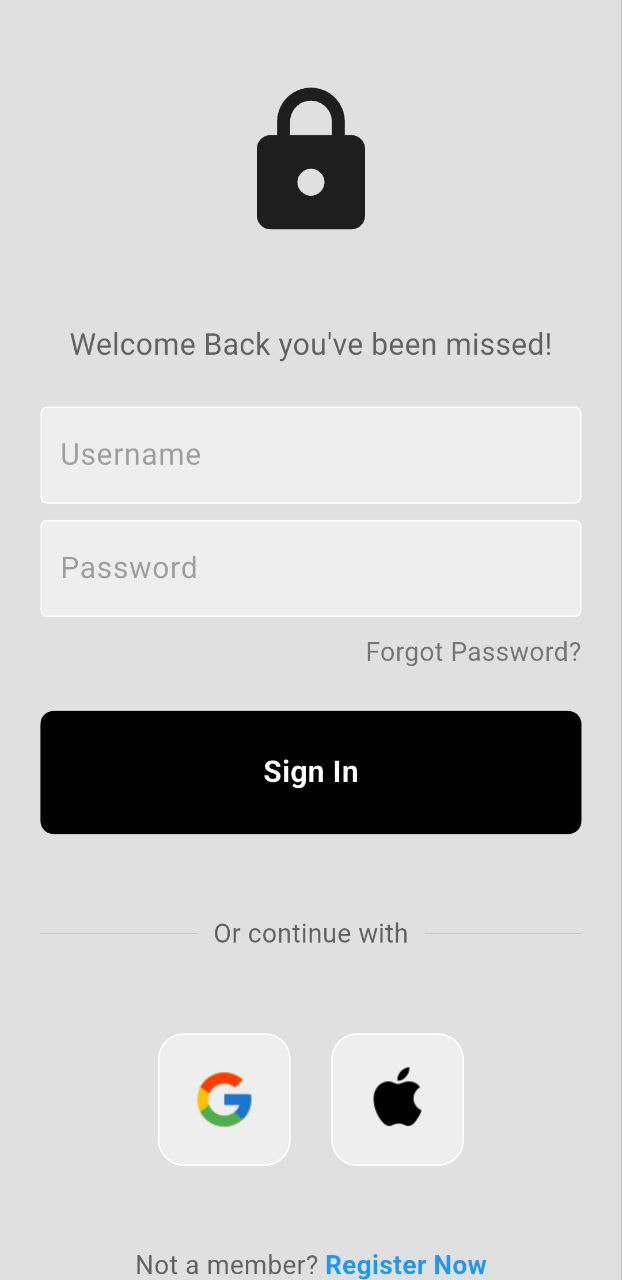 Welcome Back you've been missed!
Username
Password
Forgot Password?
Sign In
Or continue with
Not a member? Register Now